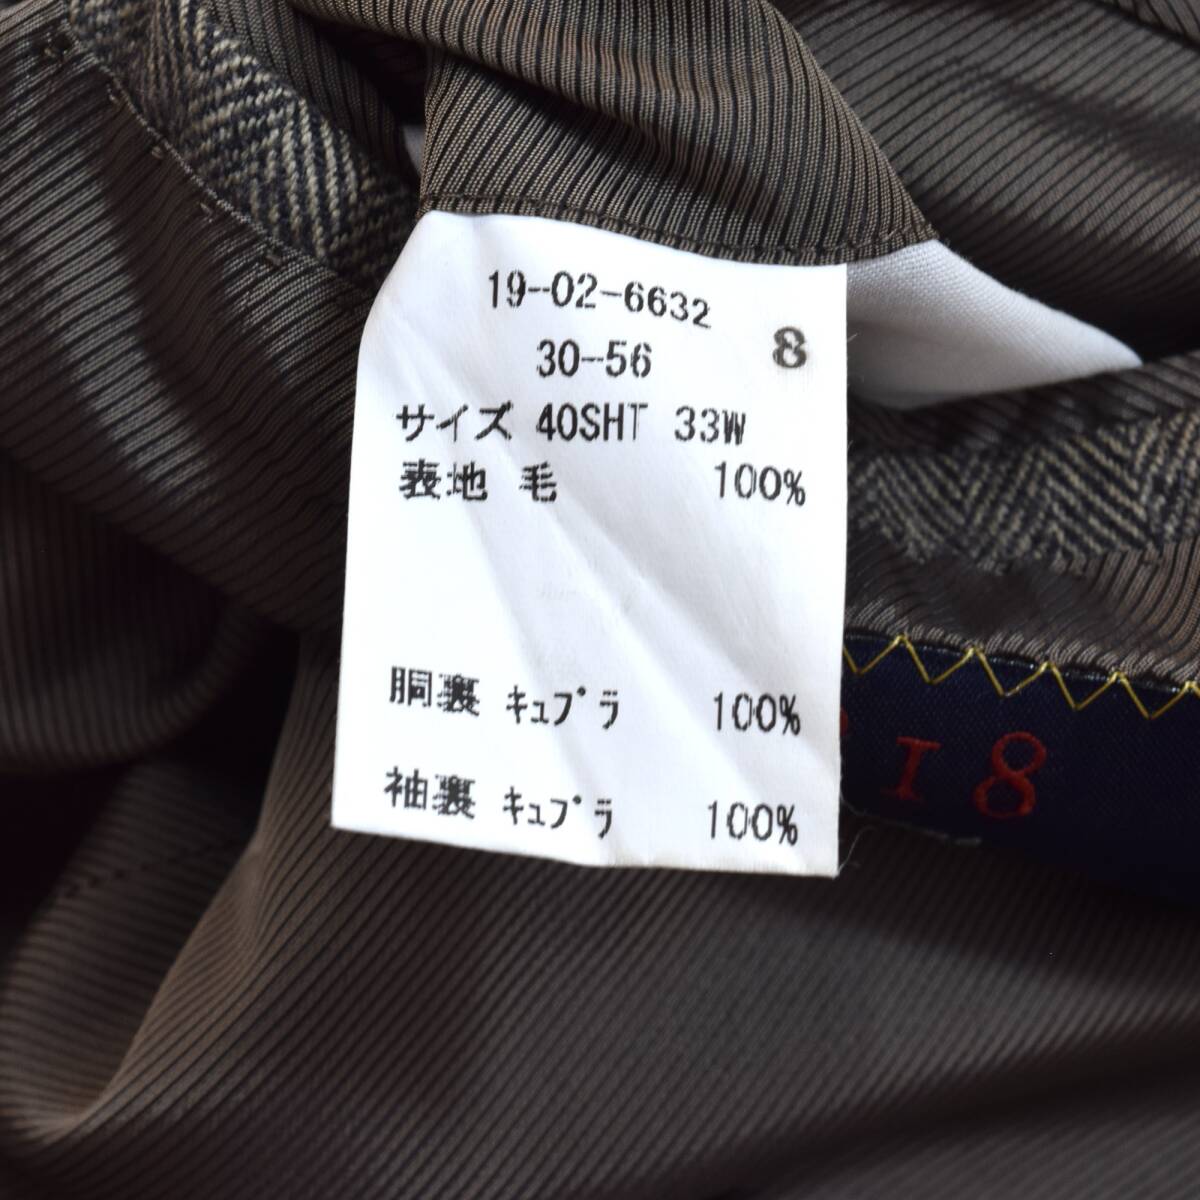 19-02-6632
30-56 8
サイズ 40SHT 33W
表地 毛 100%
胴裏 ｷｭﾌﾟﾗ 100%
袖裏 ｷｭﾌﾟﾗ 100%
18